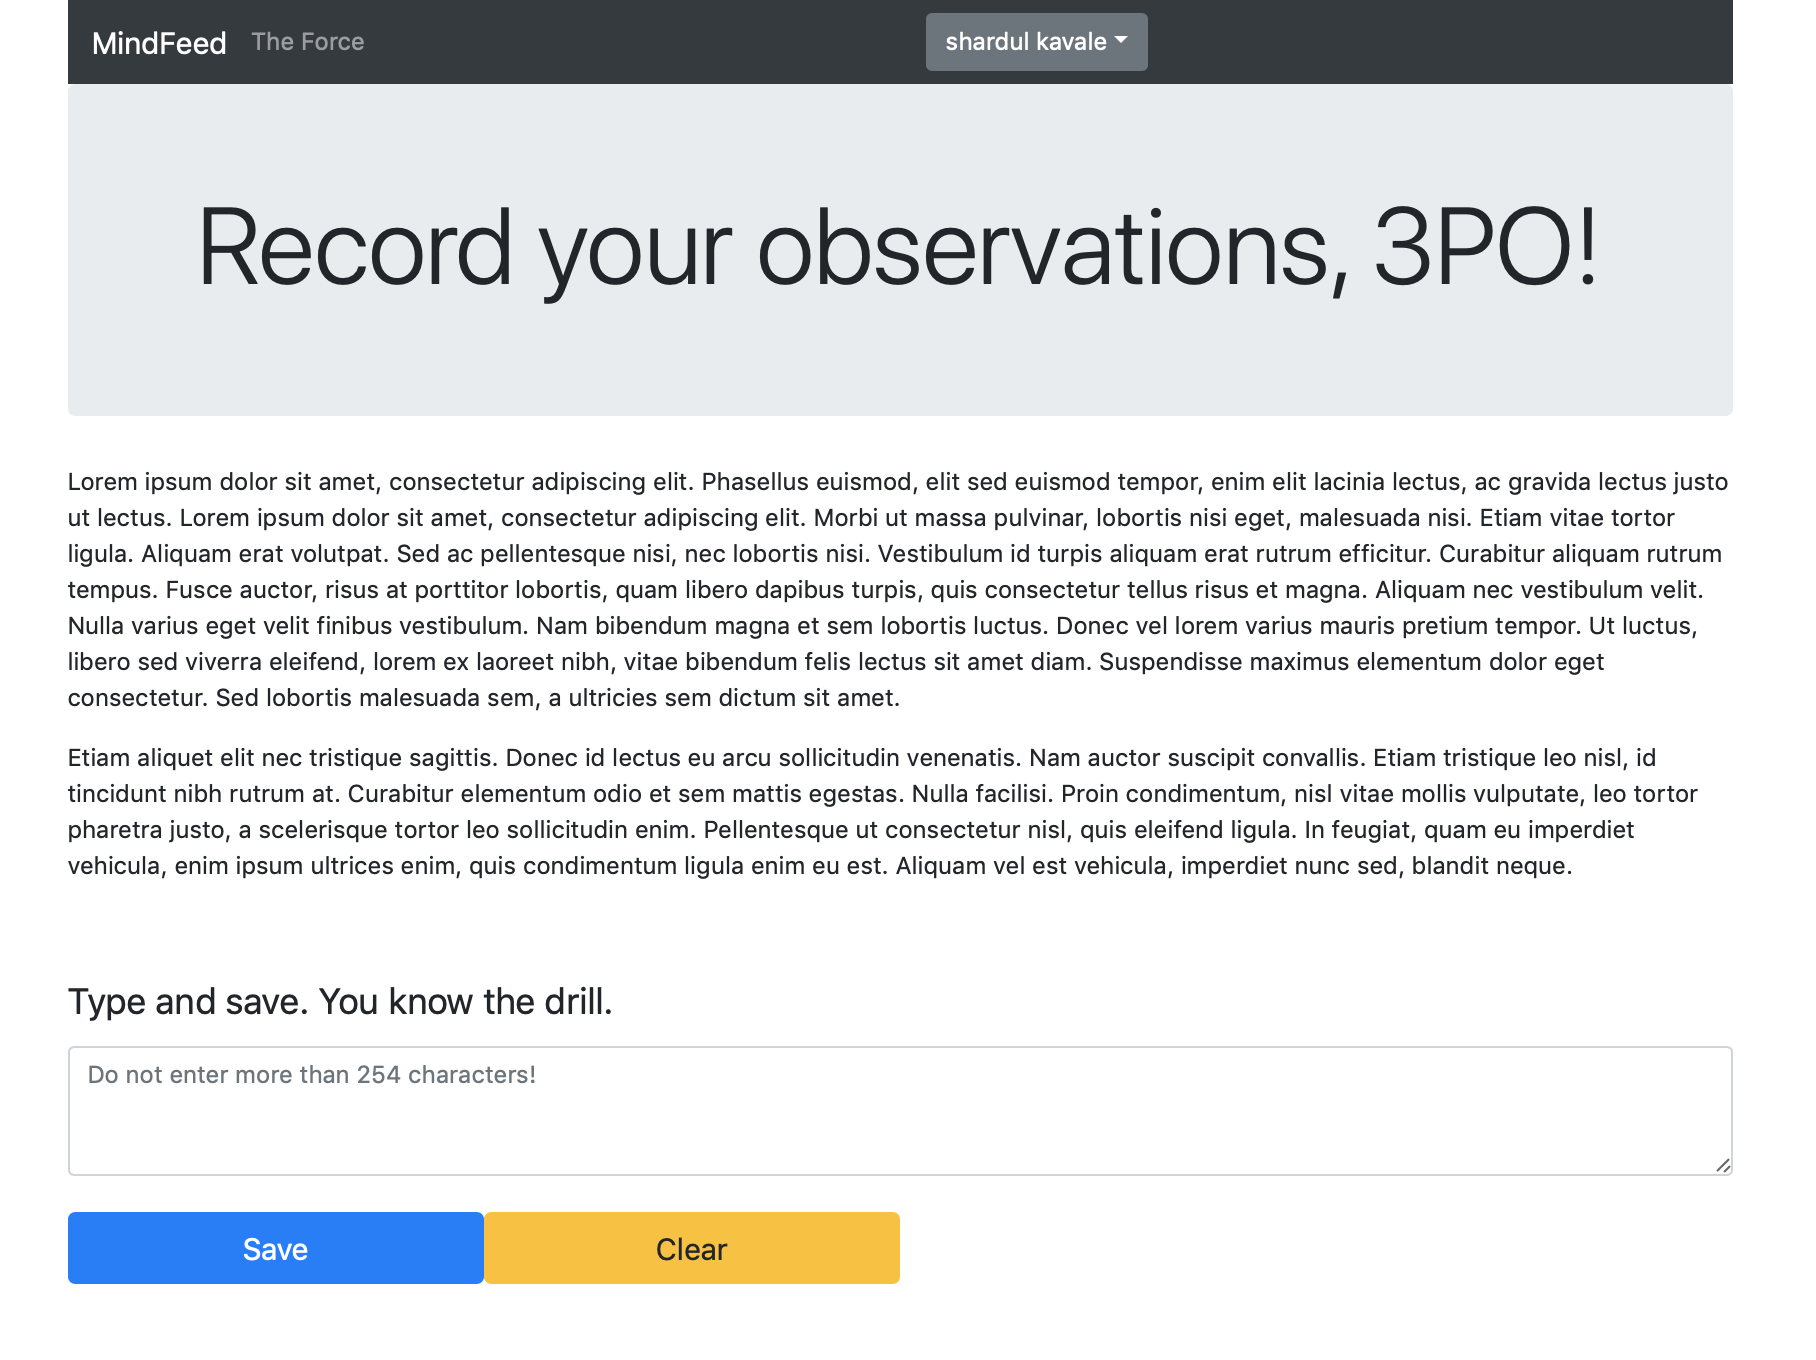 MindFeed The Force shardul kavale
Record your observations, 3PO!
Lorem ipsum dolor sit amet, consectetur adipiscing elit. Phasellus euismod, elit sed euismod tempor, enim elit lacinia lectus, ac gravida lectus justo
ut lectus. Lorem ipsum dolor sit amet, consectetur adipiscing elit. Morbi ut massa pulvinar, lobortis nisi eget, malesuada nisi. Etiam vitae tortor
ligula. Aliquam erat volutpat. Sed ac pellentesque nisi, nec lobortis nisi. Vestibulum id turpis aliquam erat rutrum efficitur. Curabitur aliquam rutrum
tempus. Fusce auctor, risus at porttitor lobortis, quam libero dapibus turpis, quis consectetur tellus risus et magna. Aliquam nec vestibulum velit.
Nulla varius eget velit finibus vestibulum. Nam bibendum magna et sem lobortis luctus. Donec vel lorem varius mauris pretium tempor. Ut luctus,
libero sed viverra eleifend, lorem ex laoreet nibh, vitae bibendum felis lectus sit amet diam. Suspendisse maximus elementum dolor eget
consectetur. Sed lobortis malesuada sem, a ultricies sem dictum sit amet.
Etiam aliquet elit nec tristique sagittis. Donec id lectus eu arcu sollicitudin venenatis. Nam auctor suscipit convallis. Etiam tristique leo nisl, id
tincidunt nibh rutrum at. Curabitur elementum odio et sem mattis egestas. Nulla facilisi. Proin condimentum, nisl vitae mollis vulputate, leo tortor
pharetra justo, a scelerisque tortor leo sollicitudin enim. Pellentesque ut consectetur nisl, quis eleifend ligula. In feugiat, quam eu imperdiet
vehicula, enim ipsum ultrices enim, quis condimentum ligula enim eu est. Aliquam vel est vehicula, imperdiet nunc sed, blandit neque.
Type and save. You know the drill.
Do not enter more than 254 characters!
Save Clear